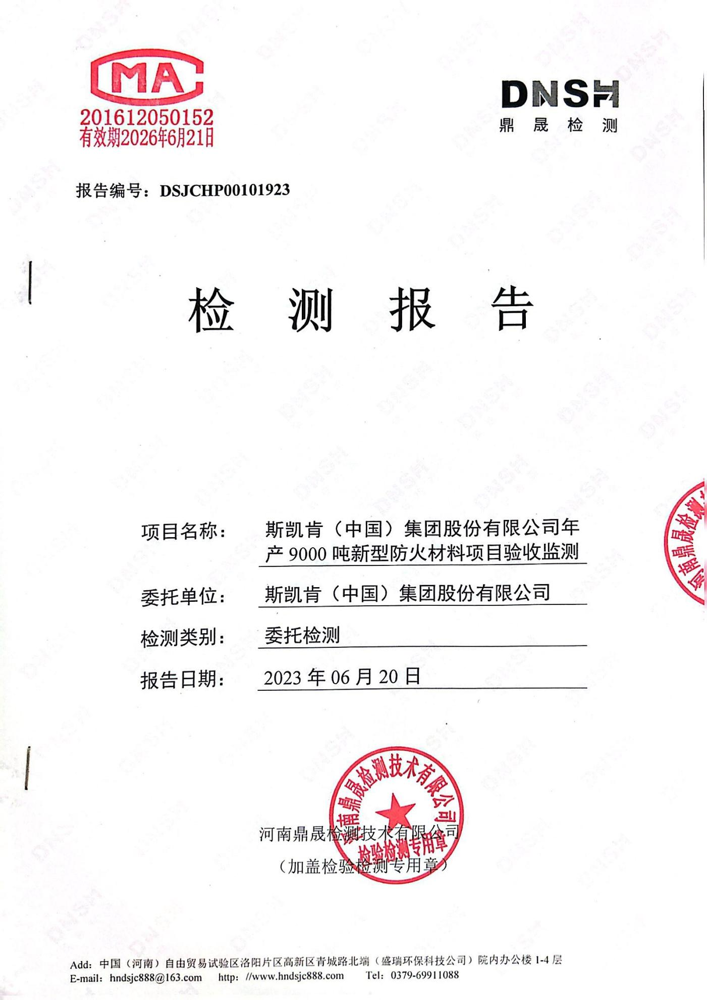 MA
DNSH
201612050152
鼎晟检测
有效期2026年6月21日
报告编号：DSJCHP00101923
检测报告
项目名称：
斯凯肯（中国）集团股份有限公司年
产 9000 吨新型防火材料项目验收监测
委托单位：
斯凯肯（中国）集团股份有限公司
检测类别：
委托检测
报告日期：
2023 年 06 月 20 日
河南鼎晟检测技术有限公司
检验检测专用章
河南鼎晟检测技术有限公司
（加盖检验检测专用章）
河南鼎晟检测
Add: 中国（河南）自由贸易试验区洛阳片区高新区青城路北端（盛瑞环保科技公司）院内办公楼 1-4 层
E-mail: hndsjc888@163.com http: //www.hndsjc888.com Tel: 0379-69911088